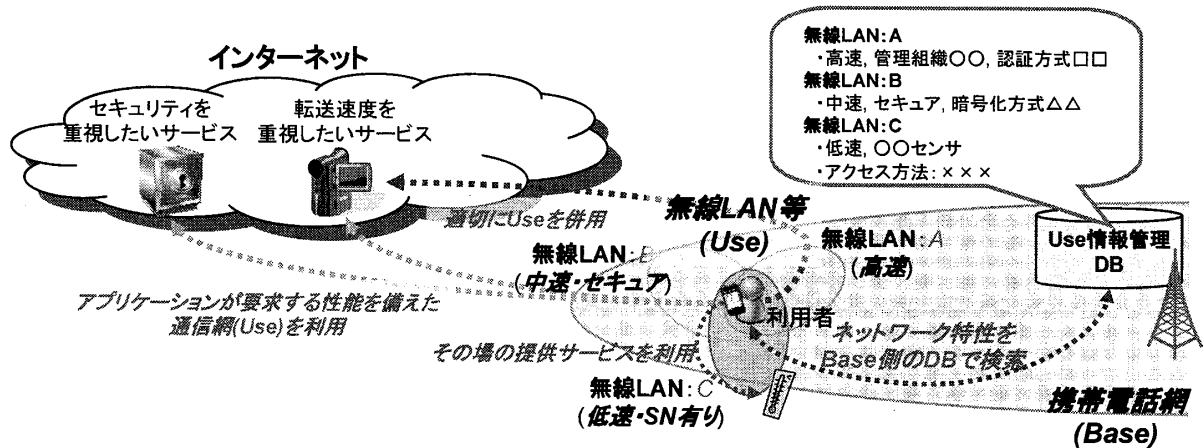 インターネット
セキュリティを
重視したいサービス
転送速度を
重視したいサービス
無線LAN:A
・高速, 管理組織〇〇, 認証方式□□
無線LAN:B
・中速, セキュア, 暗号化方式△△
無線LAN:C
・低速, 〇〇センサ
・アクセス方法:×××
適切にUseを併用
無線LAN等
(Use)
無線LAN:A
(高速)
Use情報管理
DB
無線LAN:B
(中速・セキュア)
アプリケーションが要求する性能を備えた
通信網(Use)を利用
利用者
その場の提供サービスを利用
ネットワーク特性を
Base側のDBで検索
無線LAN:C
(低速・SN有り)
携帯電話網
(Base)